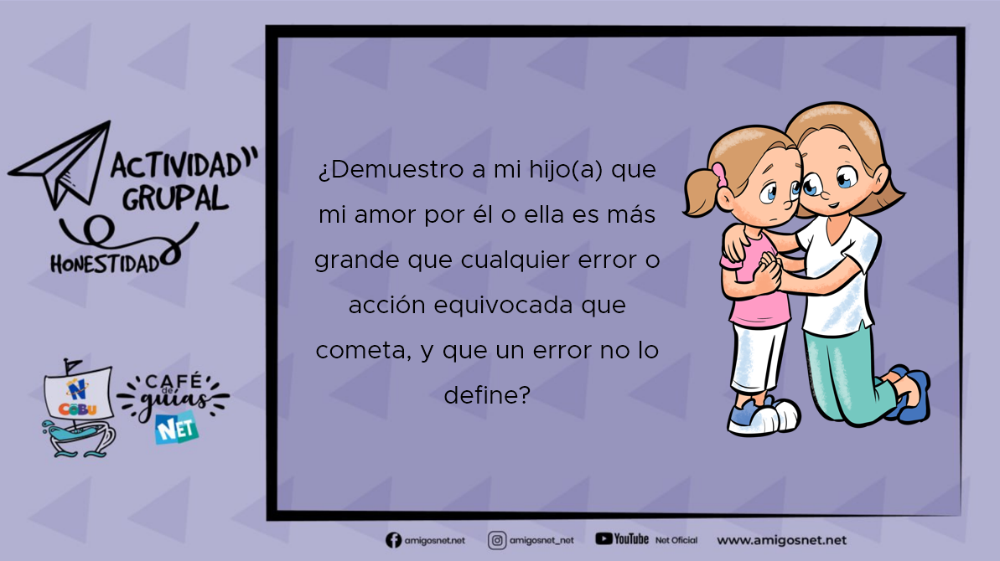 ACTIVIDAD"
GRUPAL
HONESTIDAD
¿Demuestro a mi hijo(a) que
mi amor por él o ella es más
grande que cualquier error o
acción equivocada que
cometa, y que un error no lo
define?
N
COBU
CAFÉ
de
guías
NET
amigosnet.net
amigosnet_net
YouTube Net Oficial
www.amigosnet.net